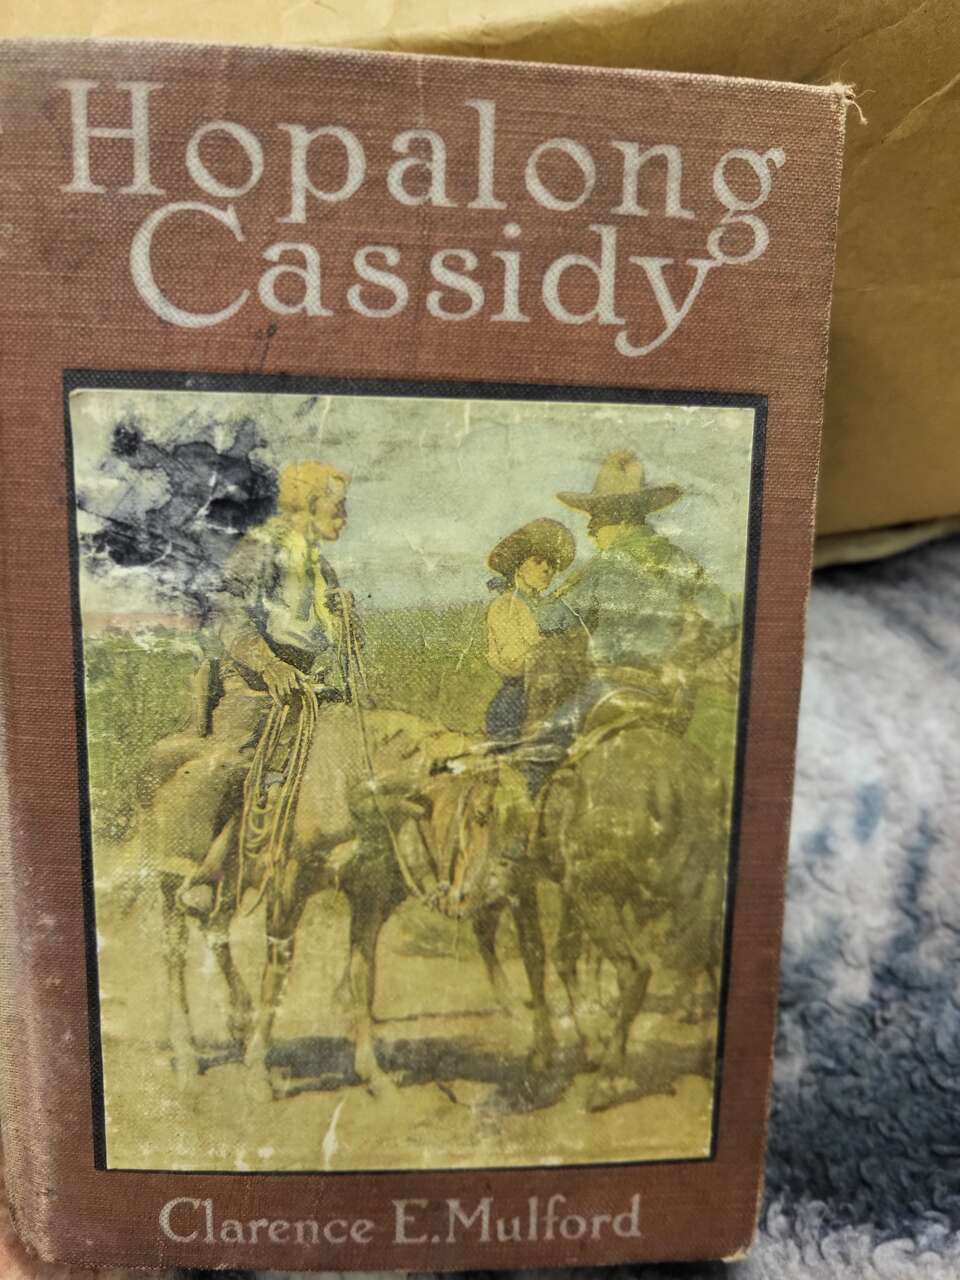 Hopalong
Cassidy
Clarence E. Mulford